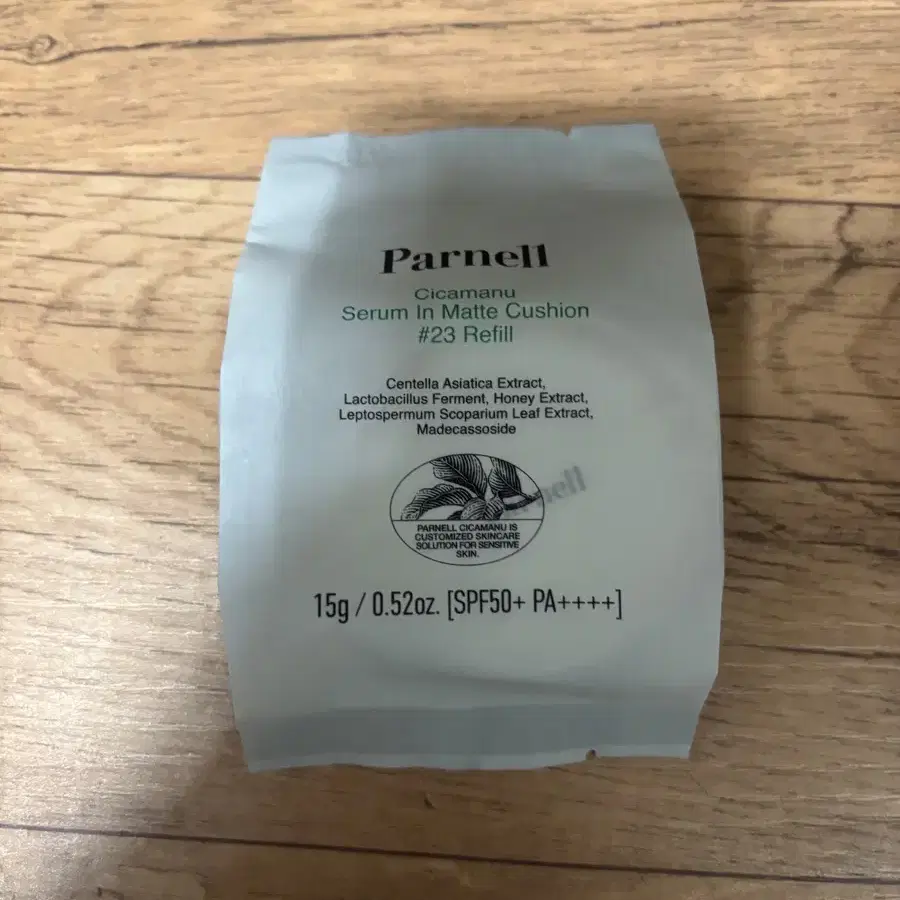 Parnell
Cicamanu
Serum In Matte Cushion
#23 Refill
Centella Asiatica Extract,
Lactobacillus Ferment, Honey Extract,
Leptospermum Scoparium Leaf Extract,
Madecassoside
PARNELL CICAMANU IS
CUSTOMIZED SKINCARE
SOLUTION FOR SENSITIVE
SKIN.
15g / 0.52oz. [SPF50+ PA++++]